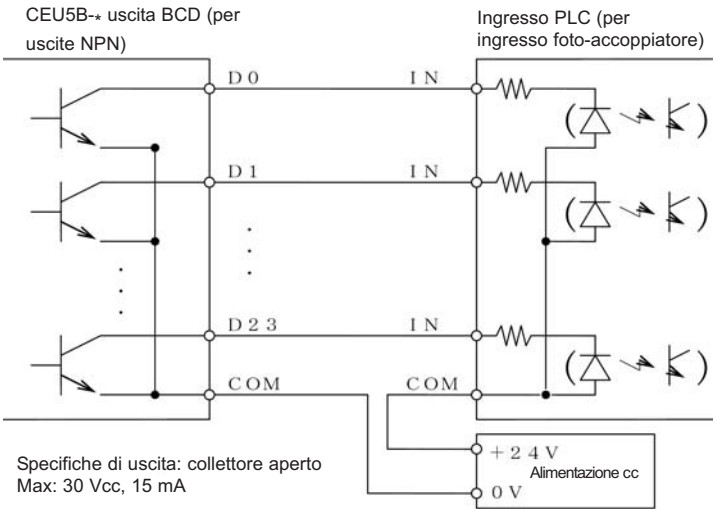 CEU5B-* uscita BCD (per
uscite NPN)
Ingresso PLC (per
ingresso foto-accoppiatore)
D0 IN
D1 IN
D23 IN
COM COM
+24V
Alimentazione cc
0V
Specifiche di uscita: collettore aperto
Max: 30 Vcc, 15 mA